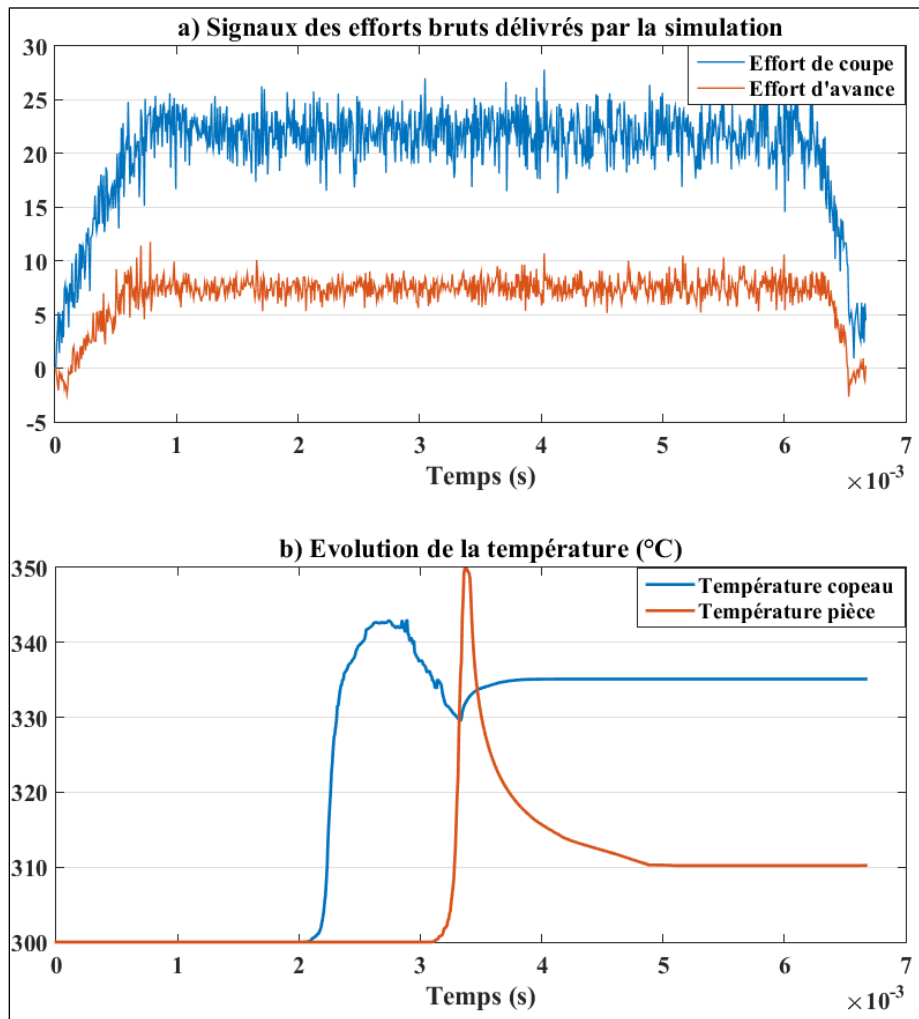 a) Signaux des efforts bruts délivrés par la simulation
30
25
20
15
10
5
0
-5
Effort de coupe
Effort d'avance
0 1 2 3 4 5 6 7
Temps (s)
×10-3
b) Evolution de la température (°C)
350
340
330
320
310
300
Température copeau
Température pièce
0 1 2 3 4 5 6 7
Temps (s)
×10-3